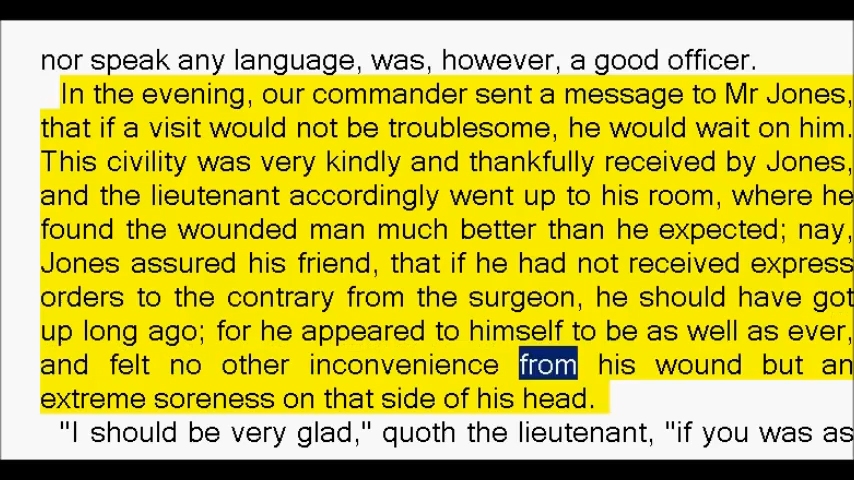 nor speak any language, was, however, a good officer.
In the evening, our commander sent a message to Mr Jones,
that if a visit would not be troublesome, he would wait on him.
This civility was very kindly and thankfully received by Jones,
and the lieutenant accordingly went up to his room, where he
found the wounded man much better than he expected; nay,
Jones assured his friend, that if he had not received express
orders to the contrary from the surgeon, he should have got
up long ago; for he appeared to himself to be as well as ever,
and felt no other inconvenience from his wound but an
extreme soreness on that side of his head.
"I should be very glad," quoth the lieutenant, "if you was as